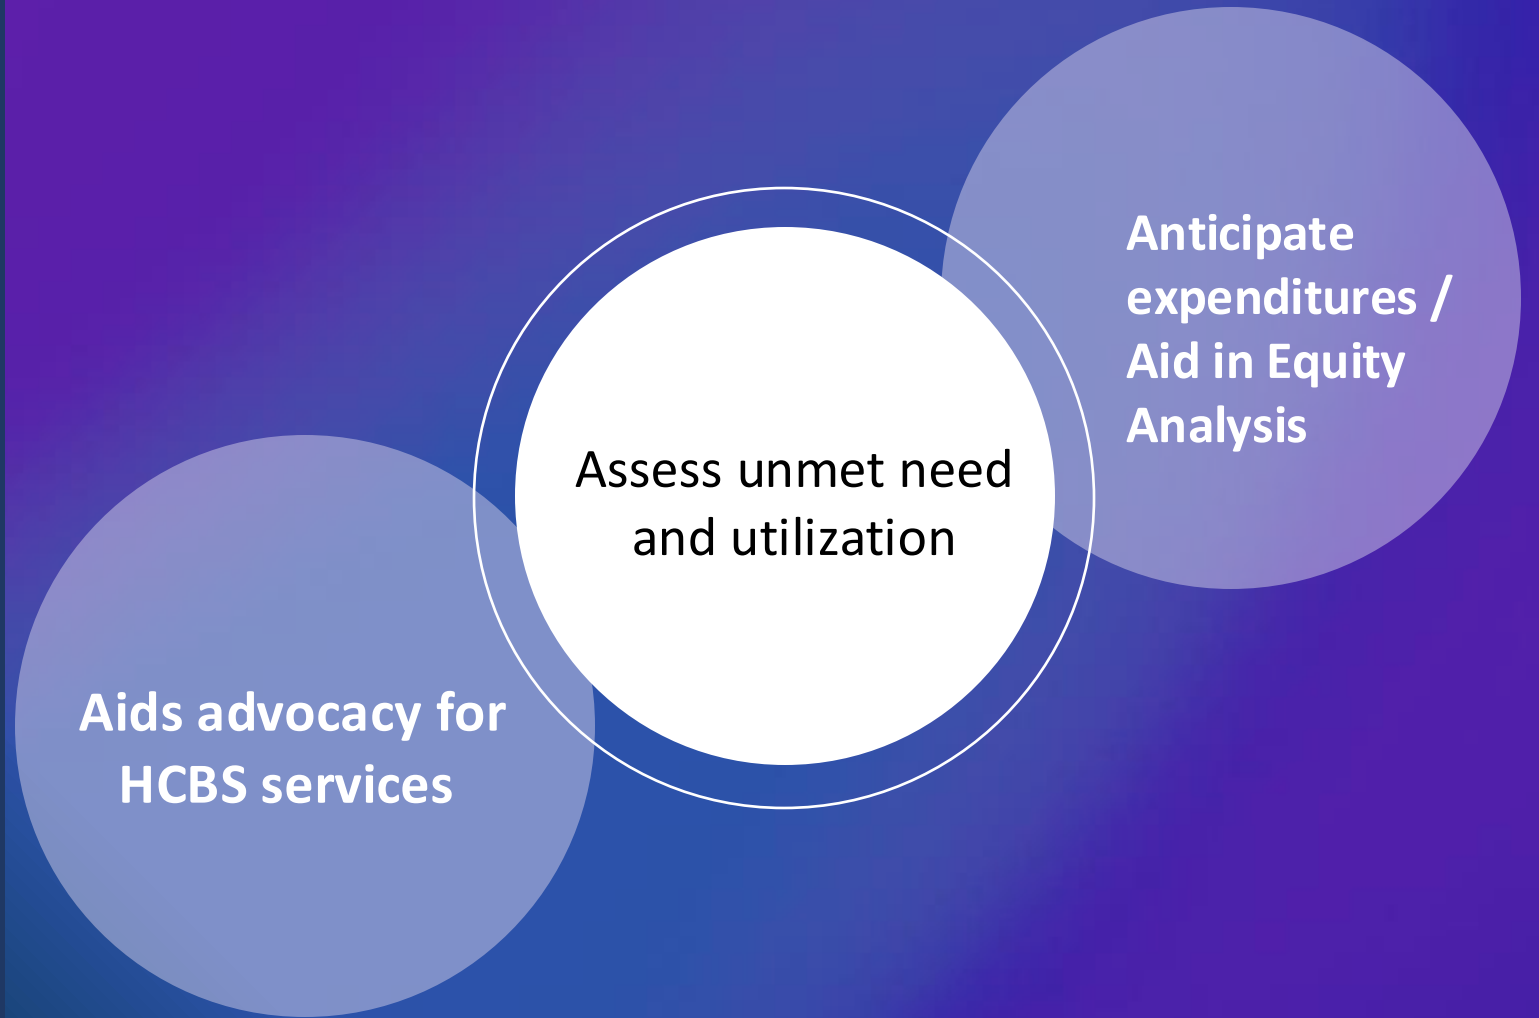 Anticipate
expenditures /
Aid in Equity
Analysis
Assess unmet need
and utilization
Aids advocacy for
HCBS services